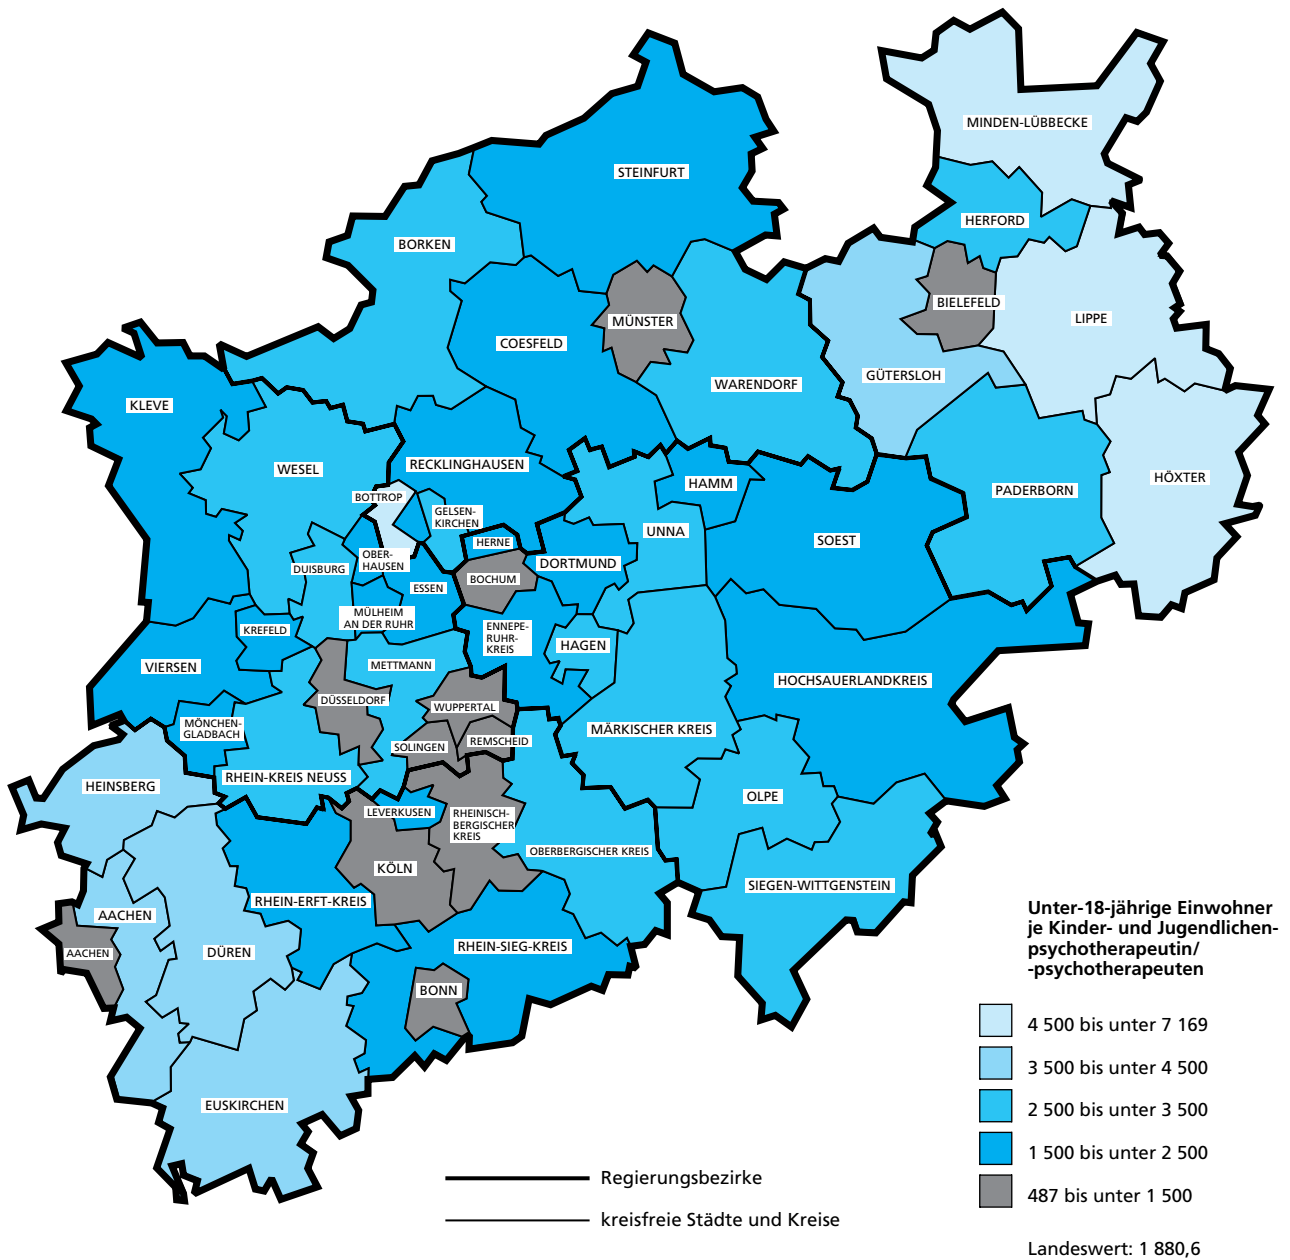 MINDEN-LÜBBECKE
STEINFURT
HERFORD
BORKEN
BIELEFELD
LIPPE
MÜNSTER
COESFELD
GÜTERSLOH
WARENDORF
KLEVE
RECKLINGHAUSEN
WESEL
HÖXTER
HAMM
PADERBORN
BOTTROP
GELSEN-
KIRCHEN
UNNA
SOEST
HERNE
OBER-
HAUSEN
DORTMUND
DUISBURG
BOCHUM
ESSEN
MÜLHEIM
AN DER RUHR
KREFELD
ENNEPE-
RUHR-
KREIS
HAGEN
VIERSEN
METTMANN
HOCHSAUERLANDKREIS
DÜSSELDORF
WUPPERTAL
MÖNCHEN-
GLADBACH
MÄRKISCHER KREIS
SOLINGEN
REMSCHEID
RHEIN-KREIS NEUSS
HEINSBERG
OLPE
LEVERKUSEN
RHEINISCH-
BERGISCHER
KREIS
OBERBERGISCHER KREIS
KÖLN
SIEGEN-WITTGENSTEIN
RHEIN-ERFT-KREIS
AACHEN
RHEIN-SIEG-KREIS
AACHEN
DÜREN
BONN
EUSKIRCHEN
Unter-18-jährige Einwohner
je Kinder- und Jugendlichen-
psychotherapeutin/
-psychotherapeuten
4 500 bis unter 7 169
3 500 bis unter 4 500
2 500 bis unter 3 500
1 500 bis unter 2 500
487 bis unter 1 500
Landeswert: 1 880,6
Regierungsbezirke
kreisfreie Städte und Kreise